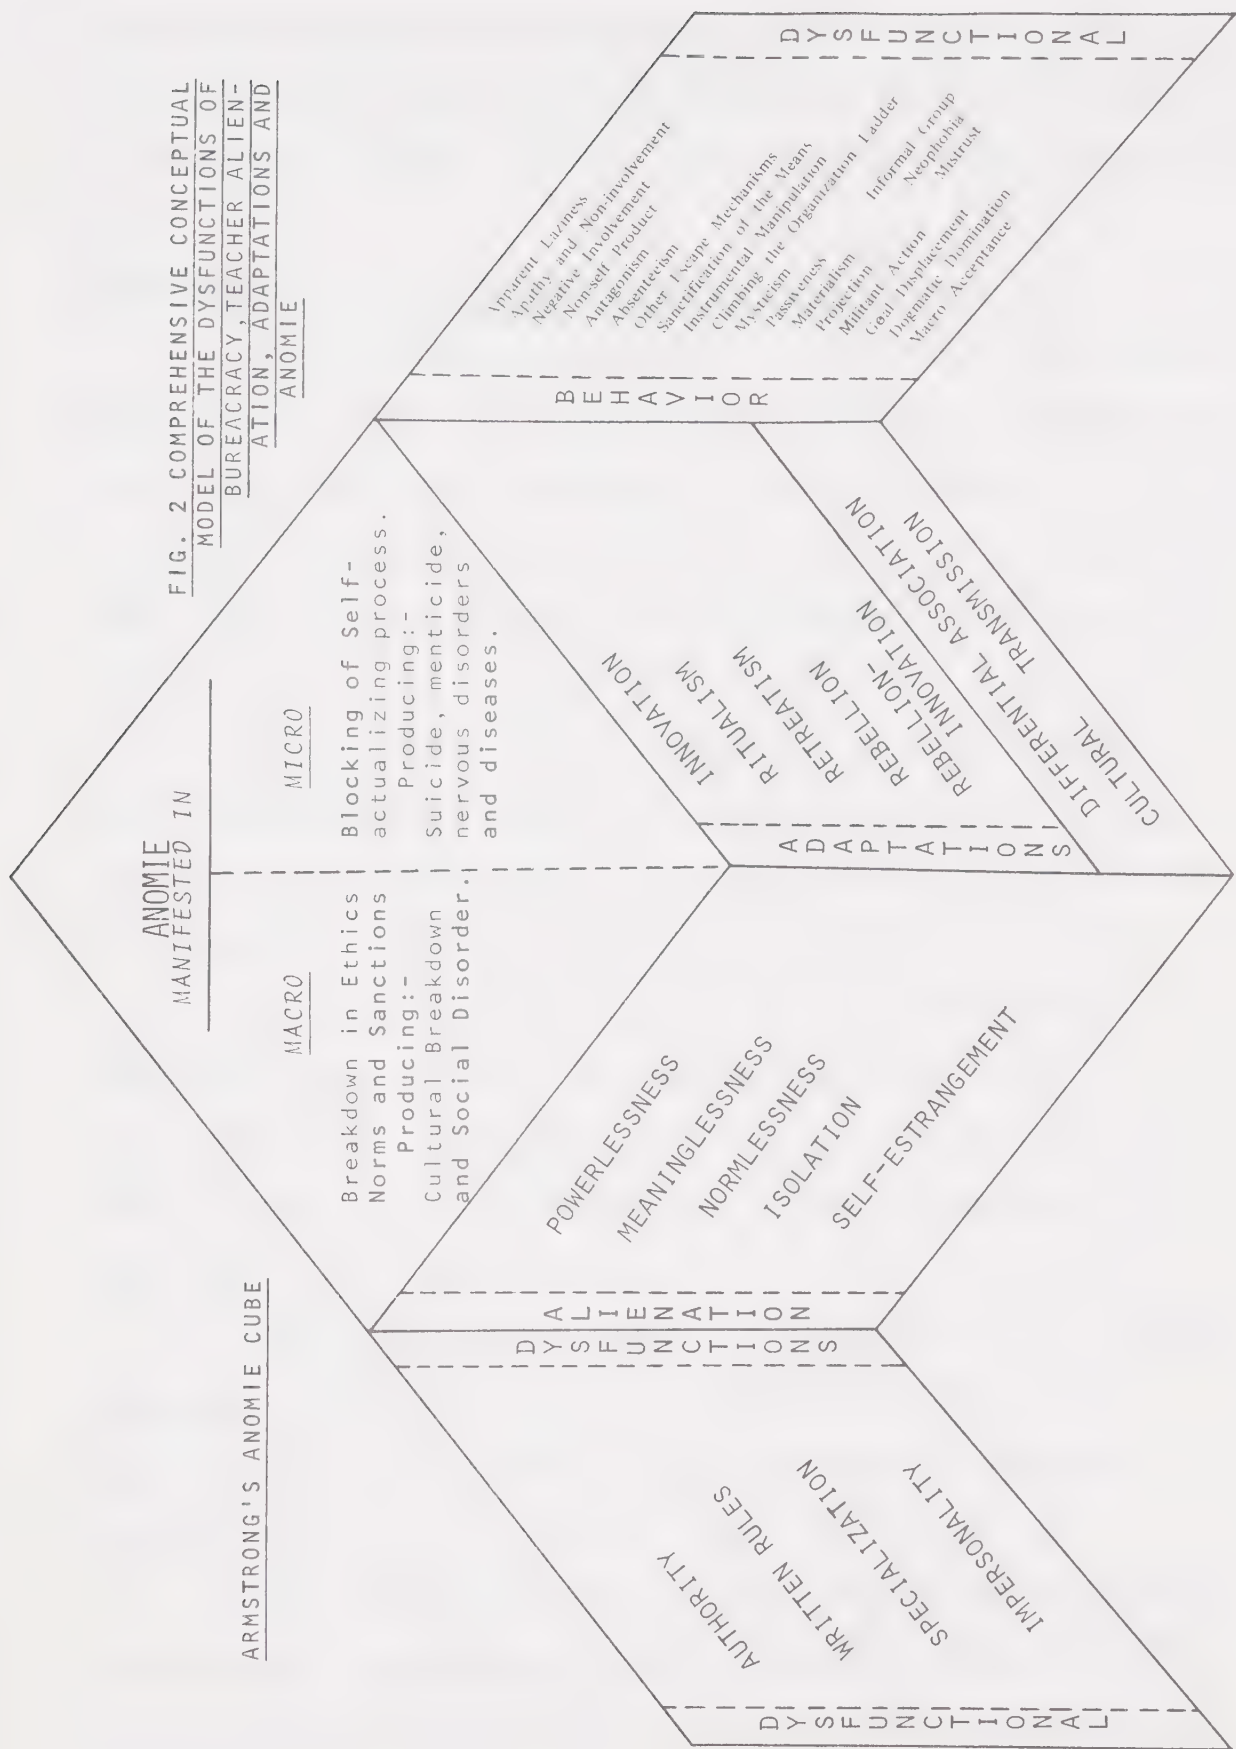 ARMSTRONG'S ANOMIE CUBE
FIG. 2 COMPREHENSIVE CONCEPTUAL
MODEL OF THE DYSFUNCTIONS OF
BUREACRACY, TEACHER ALIEN-
ATION, ADAPTATIONS AND
ANOMIE
ANOMIE
MANIFESTED IN
MACRO
Breakdown in Ethics
Norms and Sanctions
Producing:-
Cultural Breakdown
and Social Disorder.
MICRO
Blocking of Self-
actualizing process.
Producing:-
Suicide, menticide,
nervous disorders
and diseases.
DYSFUNCTIONAL
AUTHORITY
WRITTEN RULES
SPECIALIZATION
IMPERSONALITY
DYSFUNCTIONS
ALIENATION
POWERLESSNESS
MEANINGLESSNESS
NORMLESSNESS
ISOLATION
SELF-ESTRANGEMENT
ADAPTATIONS
INNOVATION
RITUALISM
RETREATISM
REBELLION
REBELLION-
INNOVATION
DIFFERENTIAL ASSOCIATION
CULTURAL TRANSMISSION
BEHAVIOR
Apparent Laziness
Apathy and Non-involvement
Negative Involvement
Non-self Product
Antagonism
Absenteeism
Other Escape Mechanisms
Sanctification of the Means
Instrumental Manipulation
Climbing the Organization Ladder
Mysticism
Passiveness
Materialism
Projection
Informal Group
Militant Action
Neophobia
Goal Displacement
Mistrust
Dogmatic Domination
Macro Acceptance
DYSFUNCTIONAL